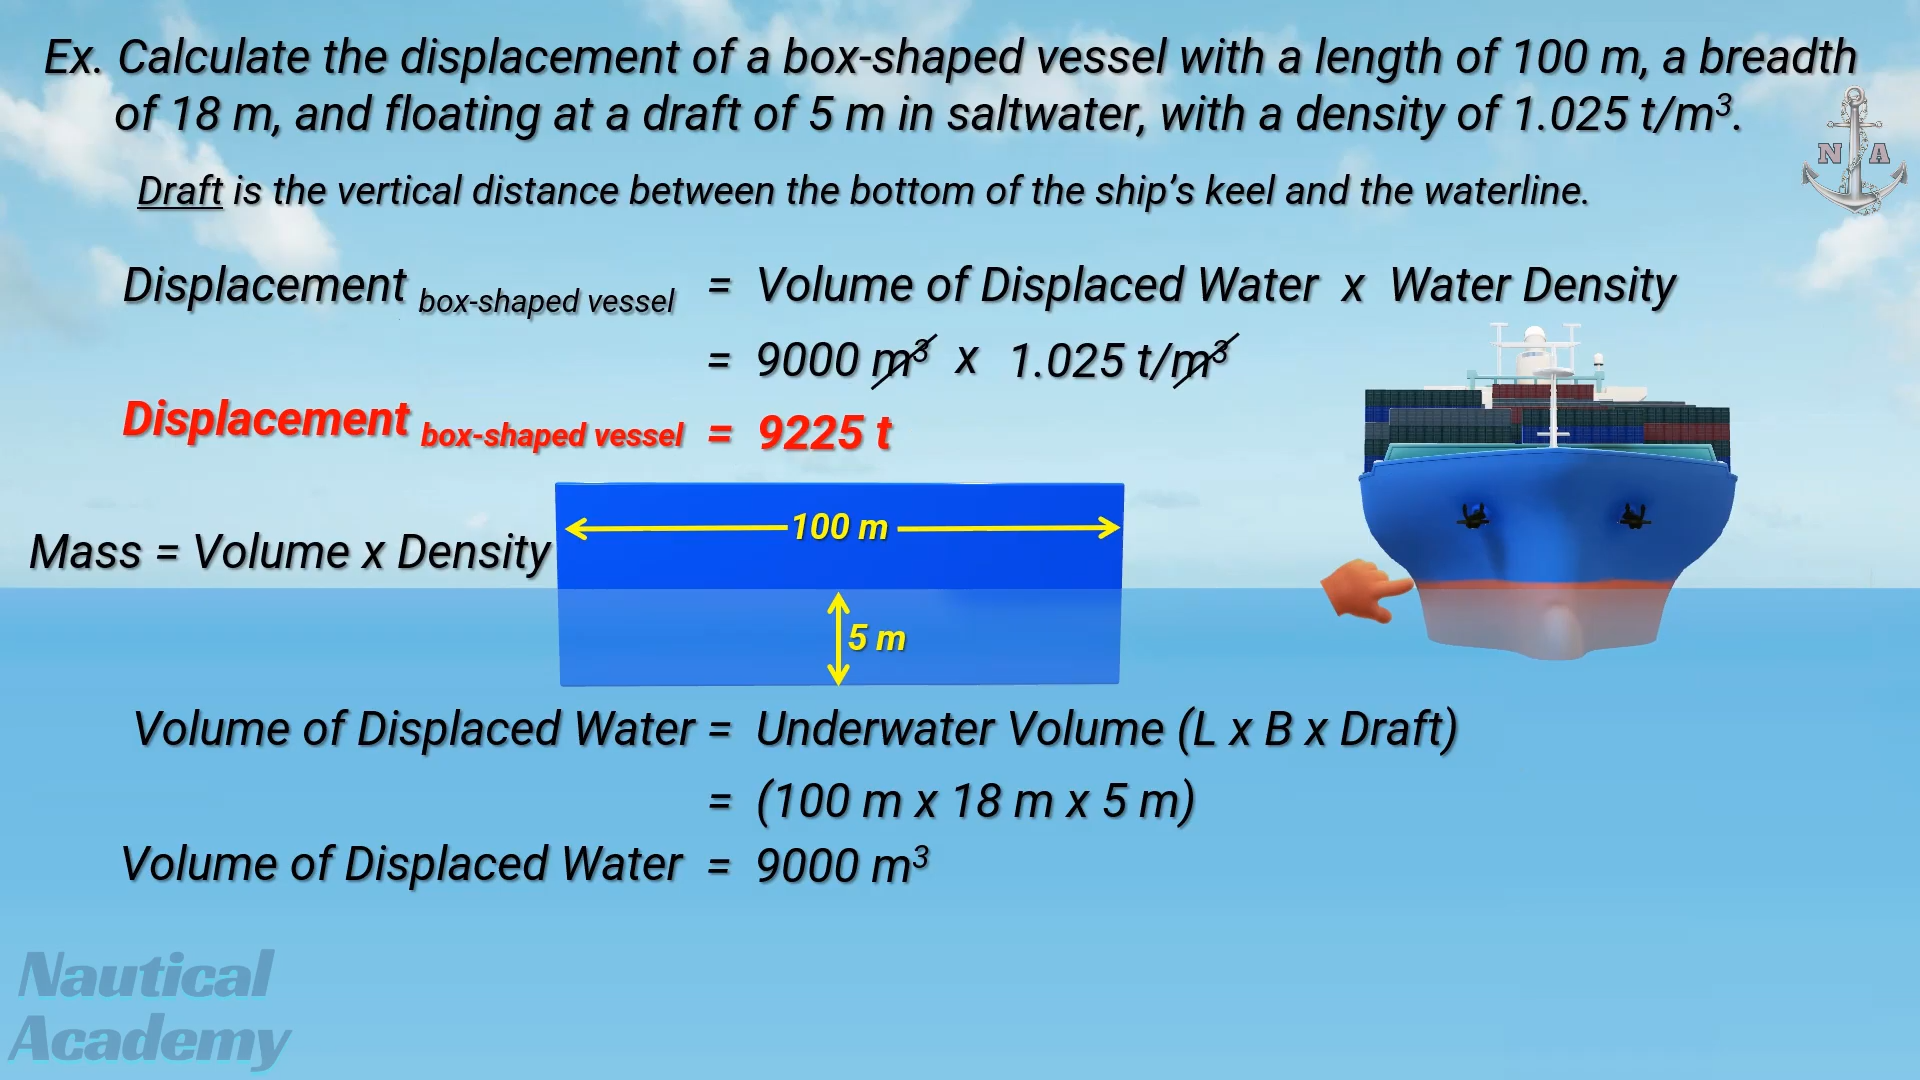 Ex. Calculate the displacement of a box-shaped vessel with a length of 100 m, a breadth
of 18 m, and floating at a draft of 5 m in saltwater, with a density of 1.025 t/m³.
N A
Draft is the vertical distance between the bottom of the ship’s keel and the waterline.
Displacement box-shaped vessel = Volume of Displaced Water x Water Density
= 9000 m³ x 1.025 t/m³
Displacement box-shaped vessel = 9225 t
100 m
Mass = Volume x Density
5 m
Volume of Displaced Water = Underwater Volume (L x B x Draft)
= (100 m x 18 m x 5 m)
Volume of Displaced Water = 9000 m³
Nautical
Academy